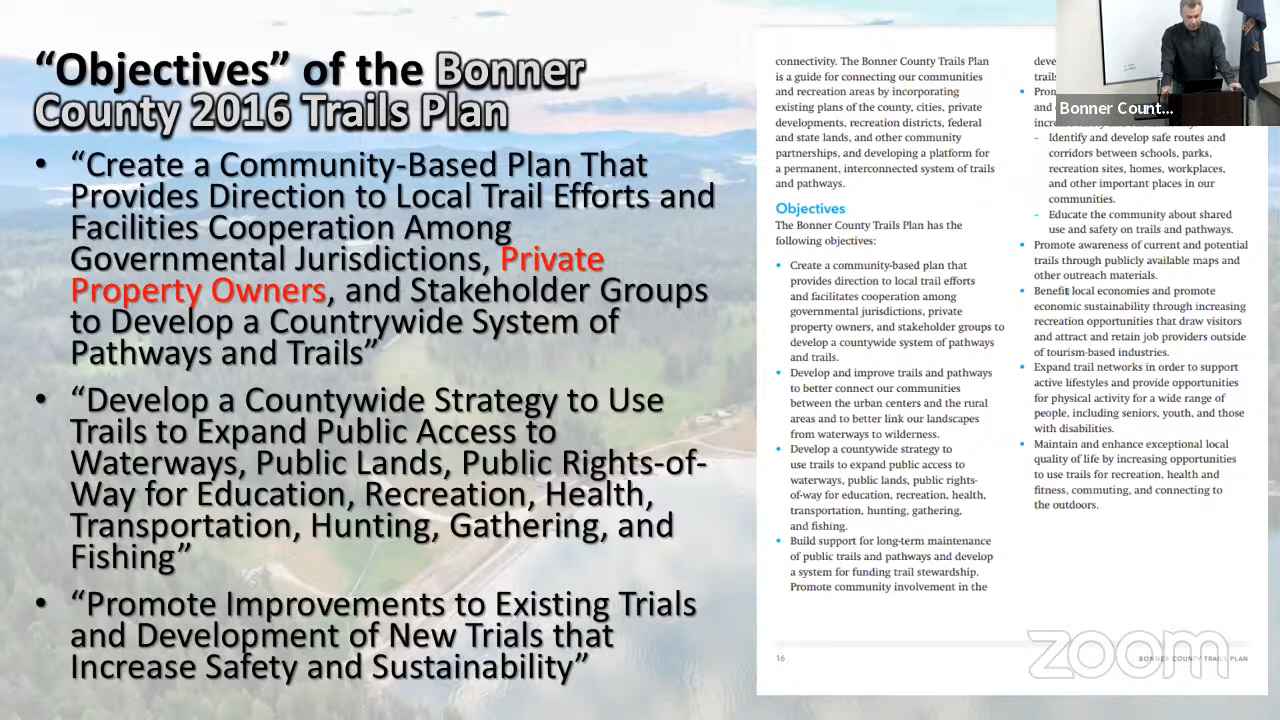 “Objectives” of the Bonner
County 2016 Trails Plan
• “Create a Community-Based Plan That
Provides Direction to Local Trail Efforts and
Facilities Cooperation Among
Governmental Jurisdictions, Private
Property Owners, and Stakeholder Groups
to Develop a Countrywide System of
Pathways and Trails”
• “Develop a Countywide Strategy to Use
Trails to Expand Public Access to
Waterways, Public Lands, Public Rights-of-
Way for Education, Recreation, Health,
Transportation, Hunting, Gathering, and
Fishing”
• “Promote Improvements to Existing Trials
and Development of New Trials that
Increase Safety and Sustainability”
connectivity. The Bonner County Trails Plan
is a guide for connecting our communities
and recreation areas by incorporating
existing plans of the county, cities, private
developments, recreation districts, federal
and state lands, and other community
partnerships, and developing a platform for
a permanent, interconnected system of trails
and pathways.
Objectives
The Bonner County Trails Plan has the
following objectives:
• Create a community-based plan that
provides direction to local trail efforts
and facilitates cooperation among
governmental jurisdictions, private
property owners, and stakeholder groups to
develop a countywide system of pathways
and trails.
• Develop and improve trails and pathways
to better connect our communities
between the urban centers and the rural
areas and to better link our landscapes
from waterways to wilderness.
• Develop a countywide strategy to
use trails to expand public access to
waterways, public lands, public rights-
of-way for education, recreation, health,
transportation, hunting, gathering,
and fishing.
• Build support for long-term maintenance
of public trails and pathways and develop
a system for funding trail stewardship.
Promote community involvement in the
deve
trails
• Pron
and
incre
– Identify and develop safe routes and
corridors between schools, parks,
recreation sites, homes, workplaces,
and other important places in our
communities.
– Educate the community about shared
use and safety on trails and pathways.
• Promote awareness of current and potential
trails through publicly available maps and
other outreach materials.
• Benefit local economies and promote
economic sustainability through increasing
recreation opportunities that draw visitors
and attract and retain job providers outside
of tourism-based industries.
• Expand trail networks in order to support
active lifestyles and provide opportunities
for physical activity for a wide range of
people, including seniors, youth, and those
with disabilities.
• Maintain and enhance exceptional local
quality of life by increasing opportunities
to use trails for recreation, health and
fitness, commuting, and connecting to
the outdoors.
16
BONNER COUNTY TRAILS PLAN
Bonner Count...
zoom